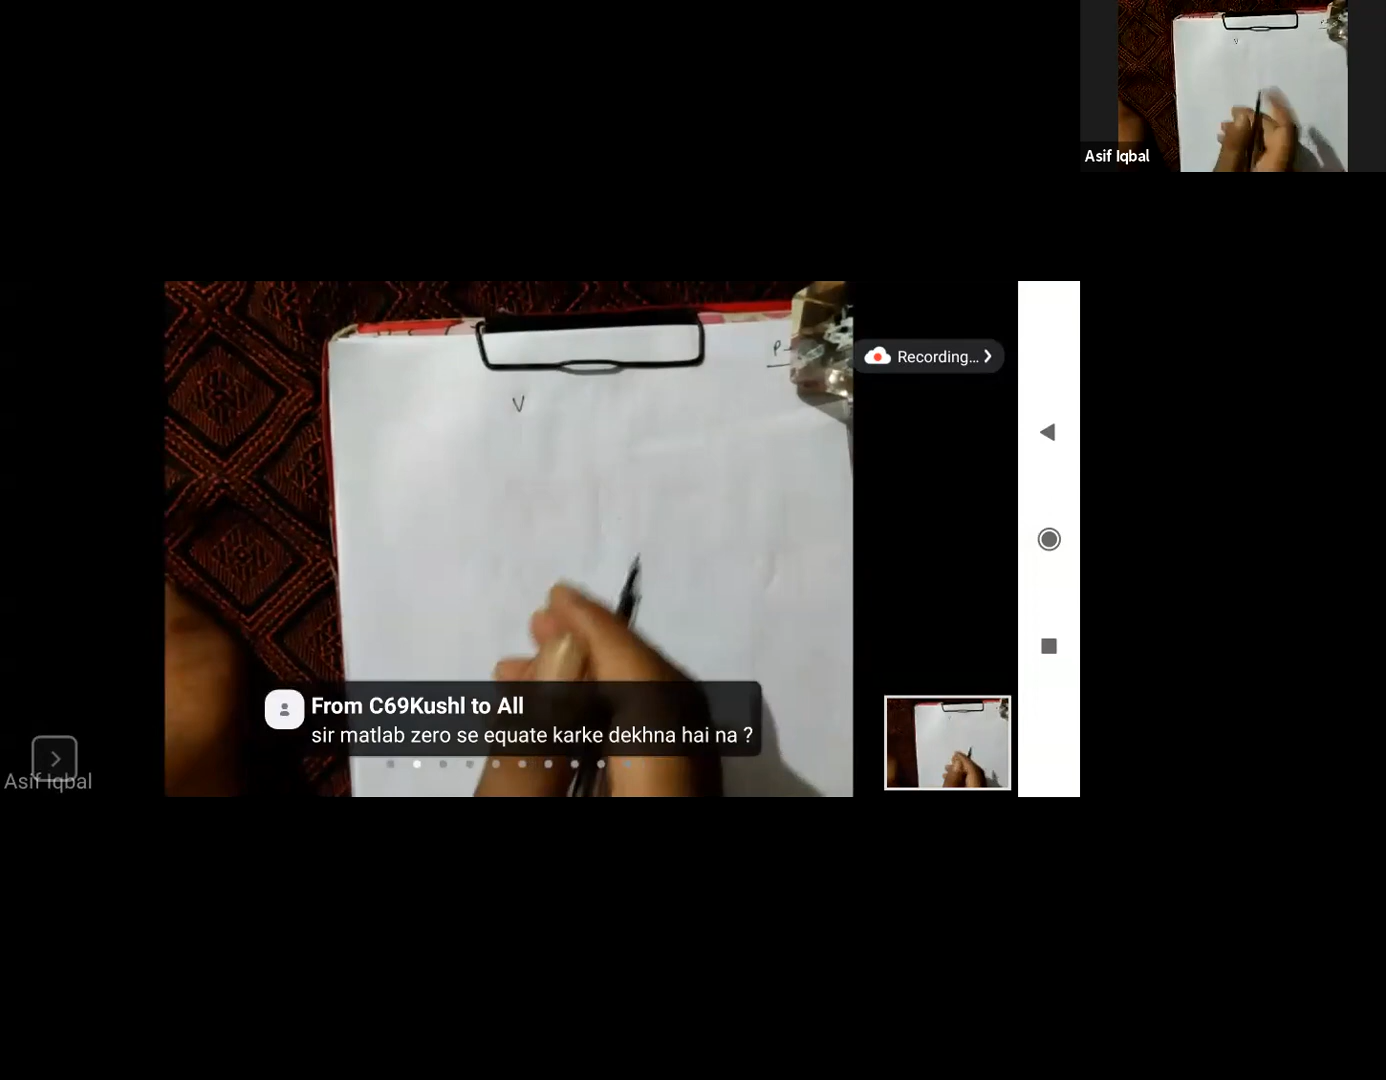 Asif Iqbal
P-
V
Recording...
From C69Kushl to All
sir matlab zero se equate karke dekhna hai na ?
Asif Iqbal